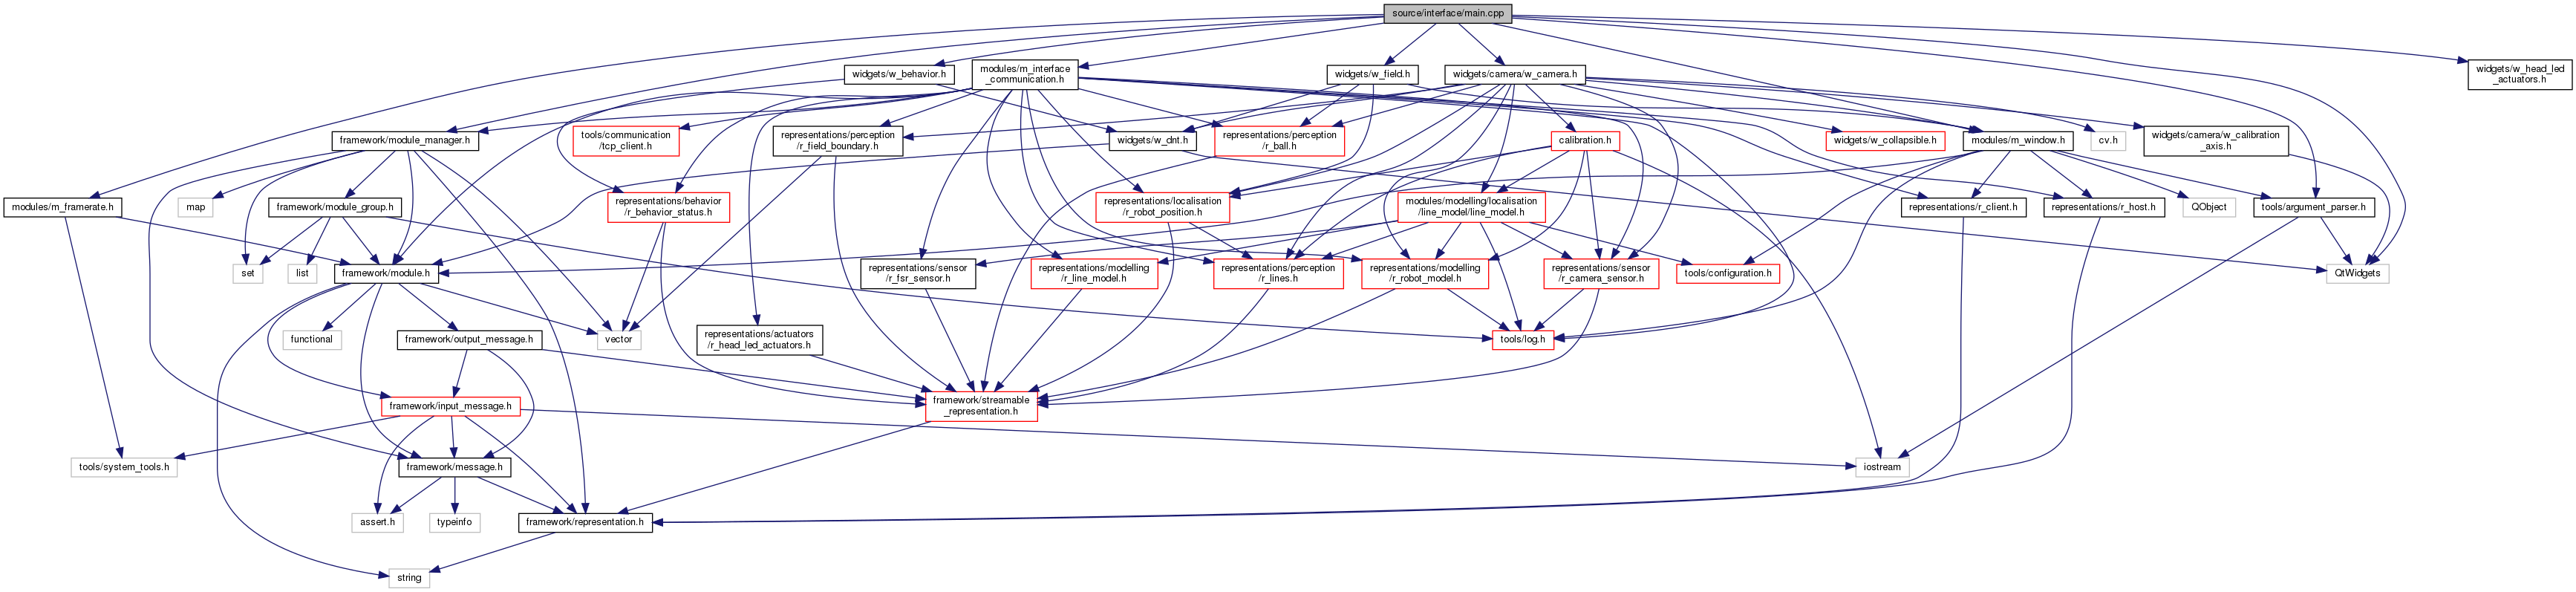 source/interface/main.cpp
widgets/w_behavior.h
modules/m_interface
_communication.h
widgets/w_field.h
widgets/camera/w_camera.h
widgets/w_head_led
_actuators.h
framework/module_manager.h
tools/communication
/tcp_client.h
representations/perception
/r_field_boundary.h
widgets/w_dnt.h
representations/perception
/r_ball.h
calibration.h
widgets/w_collapsible.h
modules/m_window.h
cv.h
widgets/camera/w_calibration
_axis.h
modules/m_framerate.h
map
framework/module_group.h
representations/behavior
/r_behavior_status.h
representations/localisation
/r_robot_position.h
modules/modelling/localisation
/line_model/line_model.h
representations/r_client.h
representations/r_host.h
QObject
tools/argument_parser.h
set
list
framework/module.h
representations/sensor
/r_fsr_sensor.h
representations/modelling
/r_line_model.h
representations/perception
/r_lines.h
representations/modelling
/r_robot_model.h
representations/sensor
/r_camera_sensor.h
tools/configuration.h
QtWidgets
functional
framework/output_message.h
vector
representations/actuators
/r_head_led_actuators.h
tools/log.h
framework/input_message.h
framework/streamable
_representation.h
tools/system_tools.h
framework/message.h
iostream
assert.h
typeinfo
framework/representation.h
string